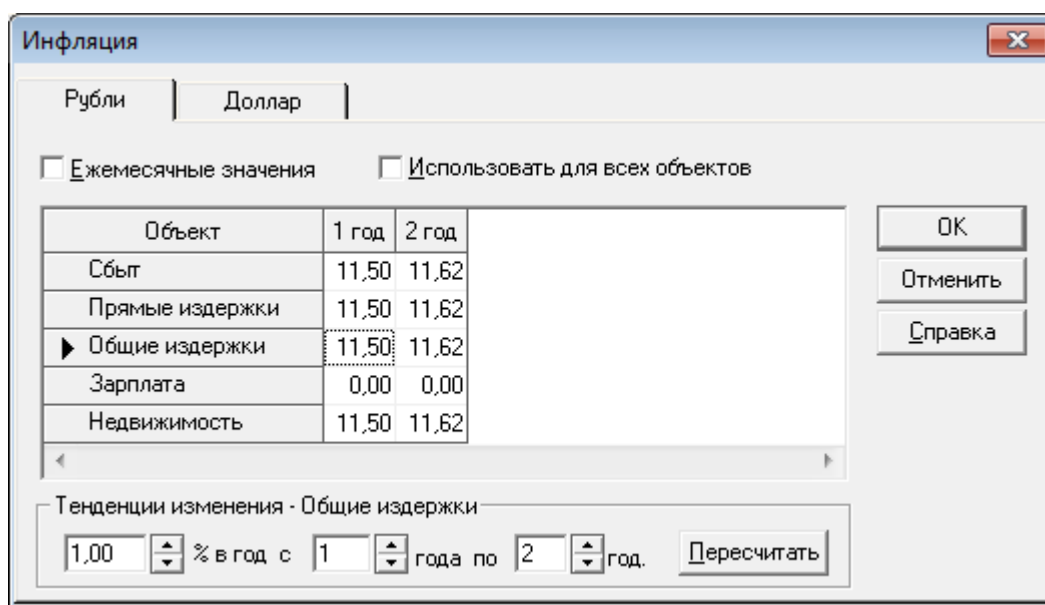 Инфляция
Рубли Доллар
Ежемесячные значения Использовать для всех объектов
Объект 1 год 2 год
Сбыт 11,50 11,62
Прямые издержки 11,50 11,62
Общие издержки 11,50 11,62
Зарплата 0,00 0,00
Недвижимость 11,50 11,62
OK
Отменить
Справка
Тенденции изменения - Общие издержки
1,00 % в год с 1 года по 2 год. Пересчитать